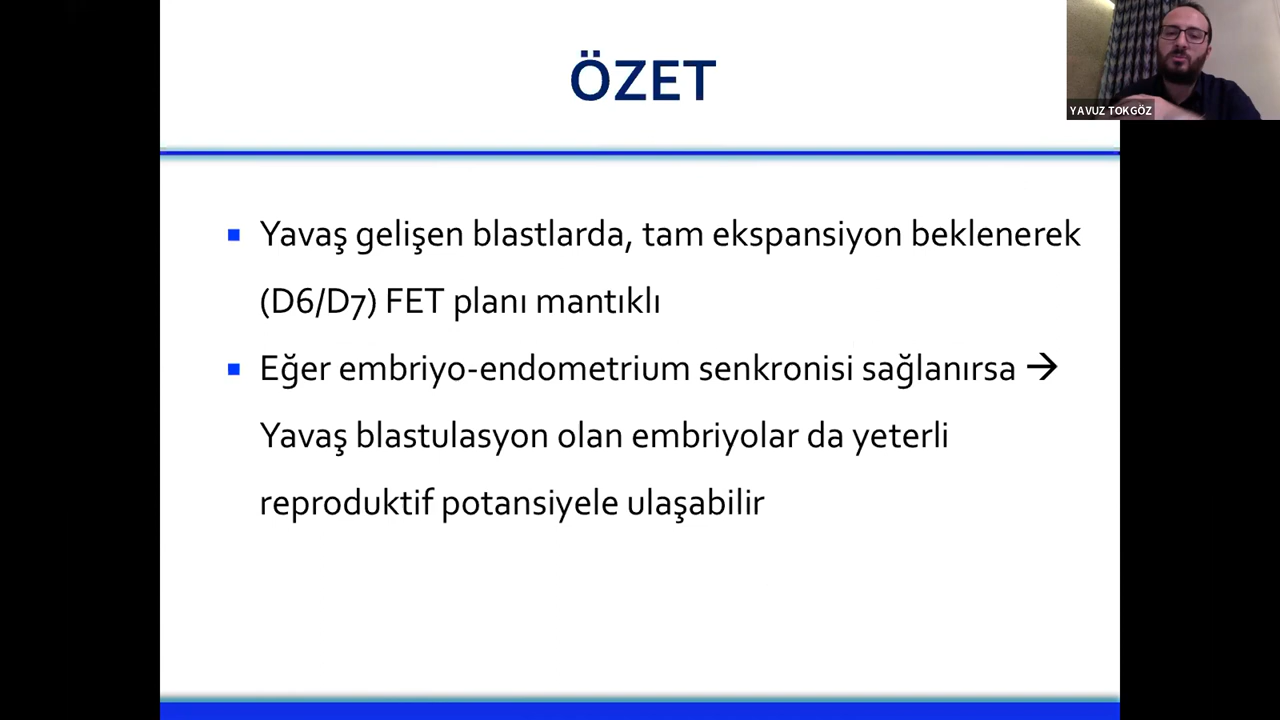 ÖZET
YAVUZ TOKGÖZ
Yavaş gelişen blastlarda, tam ekspansiyon beklenerek
(D6/D7) FET planı mantıklı
Eğer embriyo-endometrium senkronisi sağlanırsa →
Yavaş blastulasyon olan embriyolar da yeterli
reproduktif potansiyele ulaşabilir